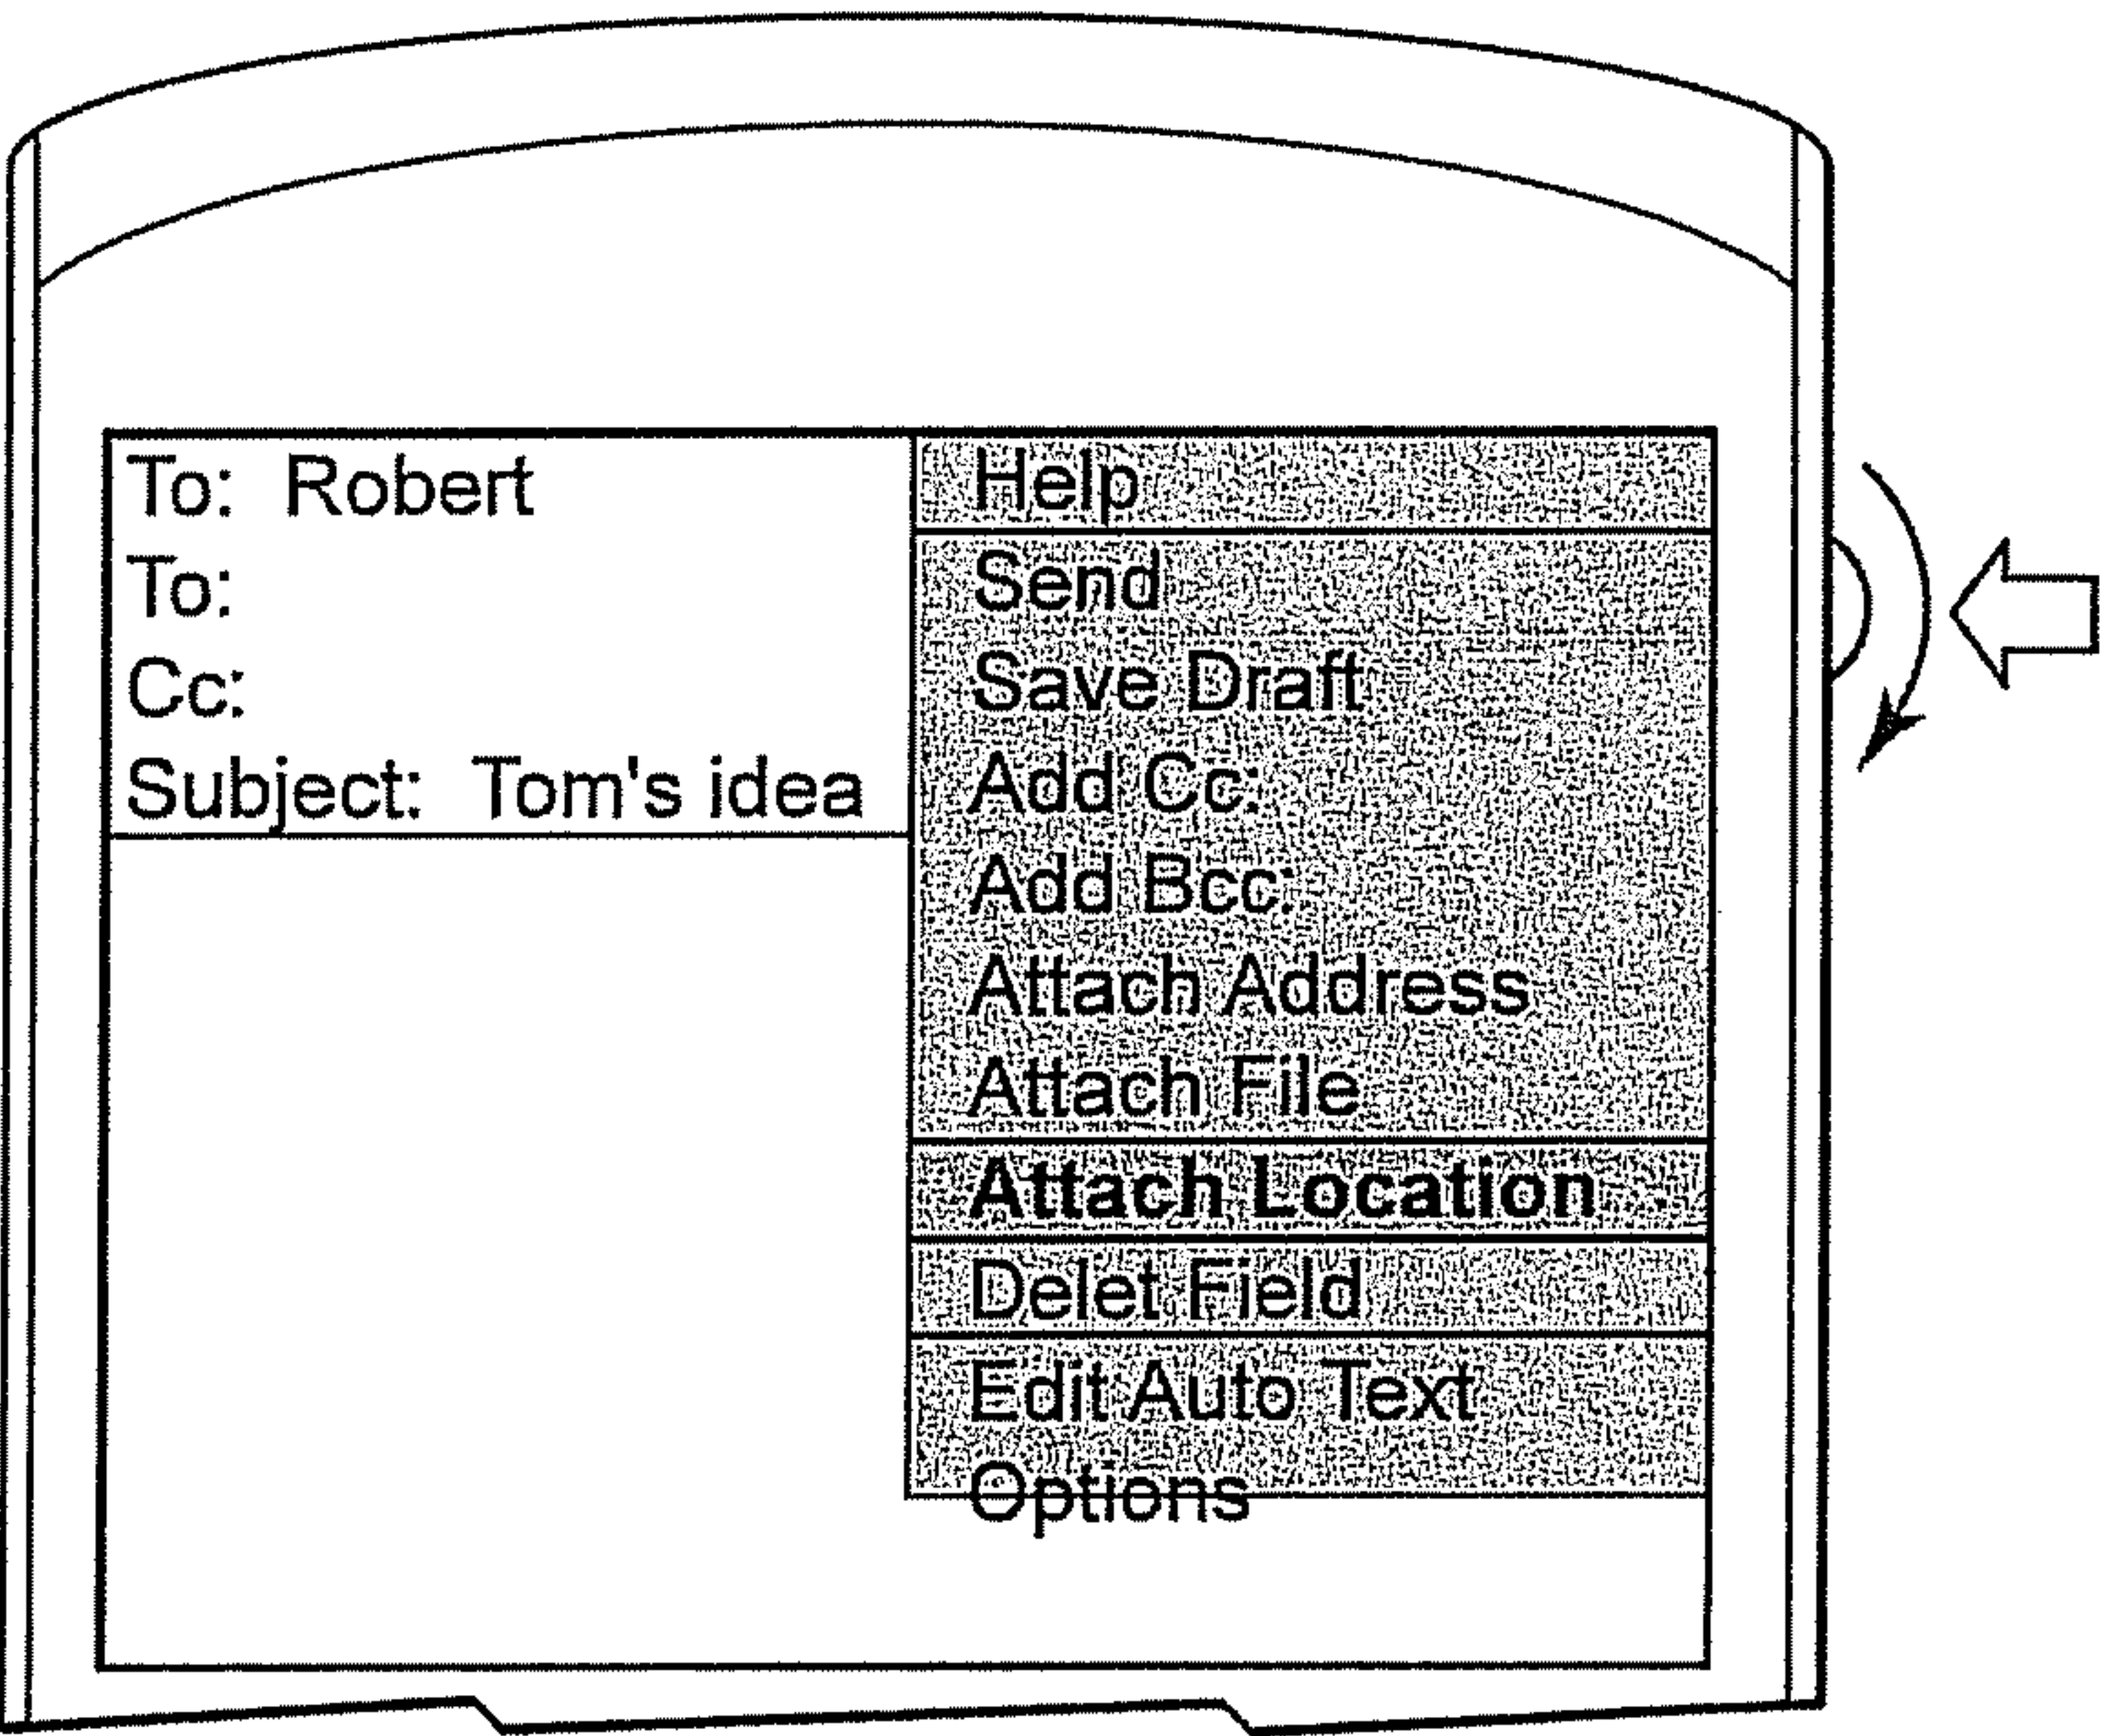 To: Robert
To:
Cc:
Subject: Tom's idea
Help
Send
Save Draft
Add Cc:
Add Bcc:
Attach Address
Attach File
Attach Location
Delet Field
Edit Auto Text
Options